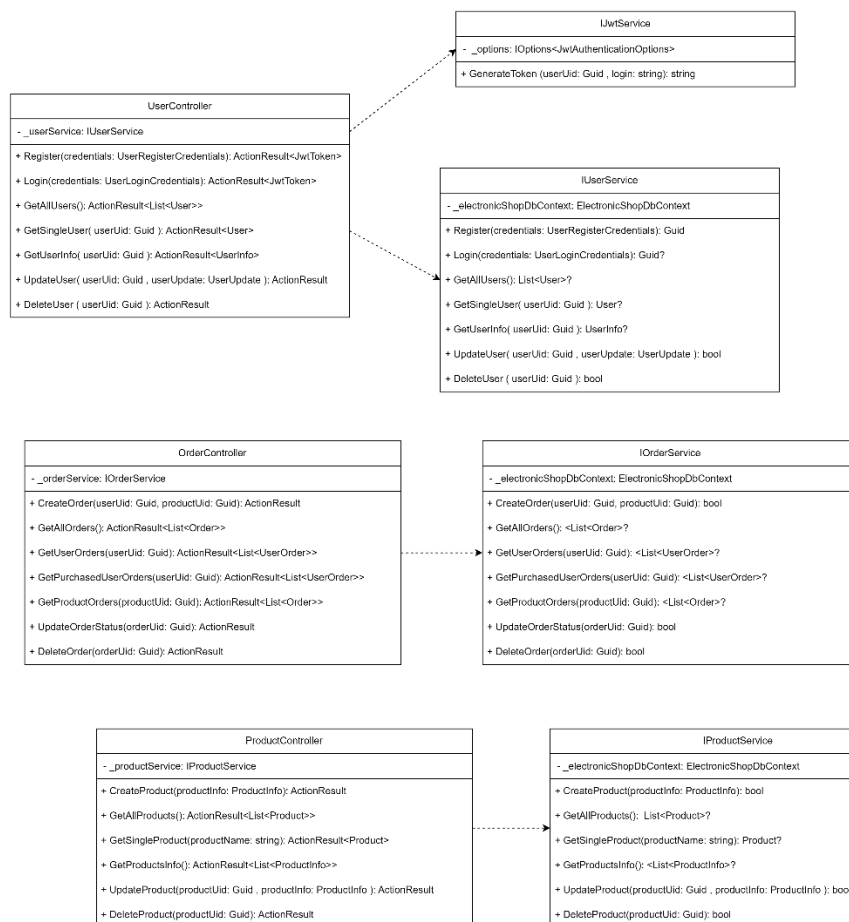 IJwtService
- _options: IOptions<JwtAuthenticationOptions>
+ GenerateToken (userUid: Guid , login: string): string
UserController
- _userService: IUserService
+ Register(credentials: UserRegisterCredentials): ActionResult<JwtToken>
+ Login(credentials: UserLoginCredentials): ActionResult<JwtToken>
+ GetAllUsers(): ActionResult<List<User>>
+ GetSingleUser( userUid: Guid ): ActionResult<User>
+ GetUserInfo( userUid: Guid ): ActionResult<UserInfo>
+ UpdateUser( userUid: Guid , userUpdate: UserUpdate ): ActionResult
+ DeleteUser ( userUid: Guid ): ActionResult
IUserService
- _electronicShopDbContext: ElectronicShopDbContext
+ Register(credentials: UserRegisterCredentials): Guid
+ Login(credentials: UserLoginCredentials): Guid?
+ GetAllUsers(): List<User>?
+ GetSingleUser( userUid: Guid ): User?
+ GetUserInfo( userUid: Guid ): UserInfo?
+ UpdateUser( userUid: Guid , userUpdate: UserUpdate ): bool
+ DeleteUser ( userUid: Guid ): bool
OrderController
- _orderService: IOrderService
+ CreateOrder(userUid: Guid, productUid: Guid): ActionResult
+ GetAllOrders(): ActionResult<List<Order>>
+ GetUserOrders(userUid: Guid): ActionResult<List<UserOrder>>
+ GetPurchasedUserOrders(userUid: Guid): ActionResult<List<UserOrder>>
+ GetProductOrders(productUid: Guid): ActionResult<List<Order>>
+ UpdateOrderStatus(orderUid: Guid): ActionResult
+ DeleteOrder(orderUid: Guid): ActionResult
IOrderService
- _electronicShopDbContext: ElectronicShopDbContext
+ CreateOrder(userUid: Guid, productUid: Guid): bool
+ GetAllOrders(): <List<Order>?
+ GetUserOrders(userUid: Guid): <List<UserOrder>?
+ GetPurchasedUserOrders(userUid: Guid): <List<UserOrder>?
+ GetProductOrders(productUid: Guid): <List<Order>?
+ UpdateOrderStatus(orderUid: Guid): bool
+ DeleteOrder(orderUid: Guid): bool
ProductController
- _productService: IProductService
+ CreateProduct(productInfo: ProductInfo): ActionResult
+ GetAllProducts(): ActionResult<List<Product>>
+ GetSingleProduct(productName: string): ActionResult<Product>
+ GetProductsInfo(): ActionResult<List<ProductInfo>>
+ UpdateProduct(productUid: Guid , productInfo: ProductInfo ): ActionResult
+ DeleteProduct(productUid: Guid): ActionResult
IProductService
- _electronicShopDbContext: ElectronicShopDbContext
+ CreateProduct(productInfo: ProductInfo): bool
+ GetAllProducts(): List<Product>?
+ GetSingleProduct(productName: string): Product?
+ GetProductsInfo(): <List<ProductInfo>?
+ UpdateProduct(productUid: Guid , productInfo: ProductInfo ): boo
+ DeleteProduct(productUid: Guid): bool